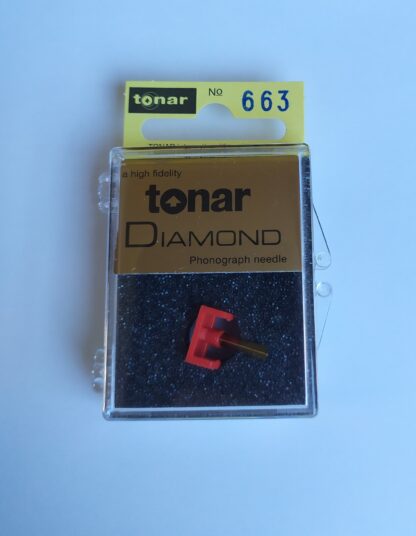 tonar No 663
a high fidelity
tonar
DIAMOND
Phonograph needle